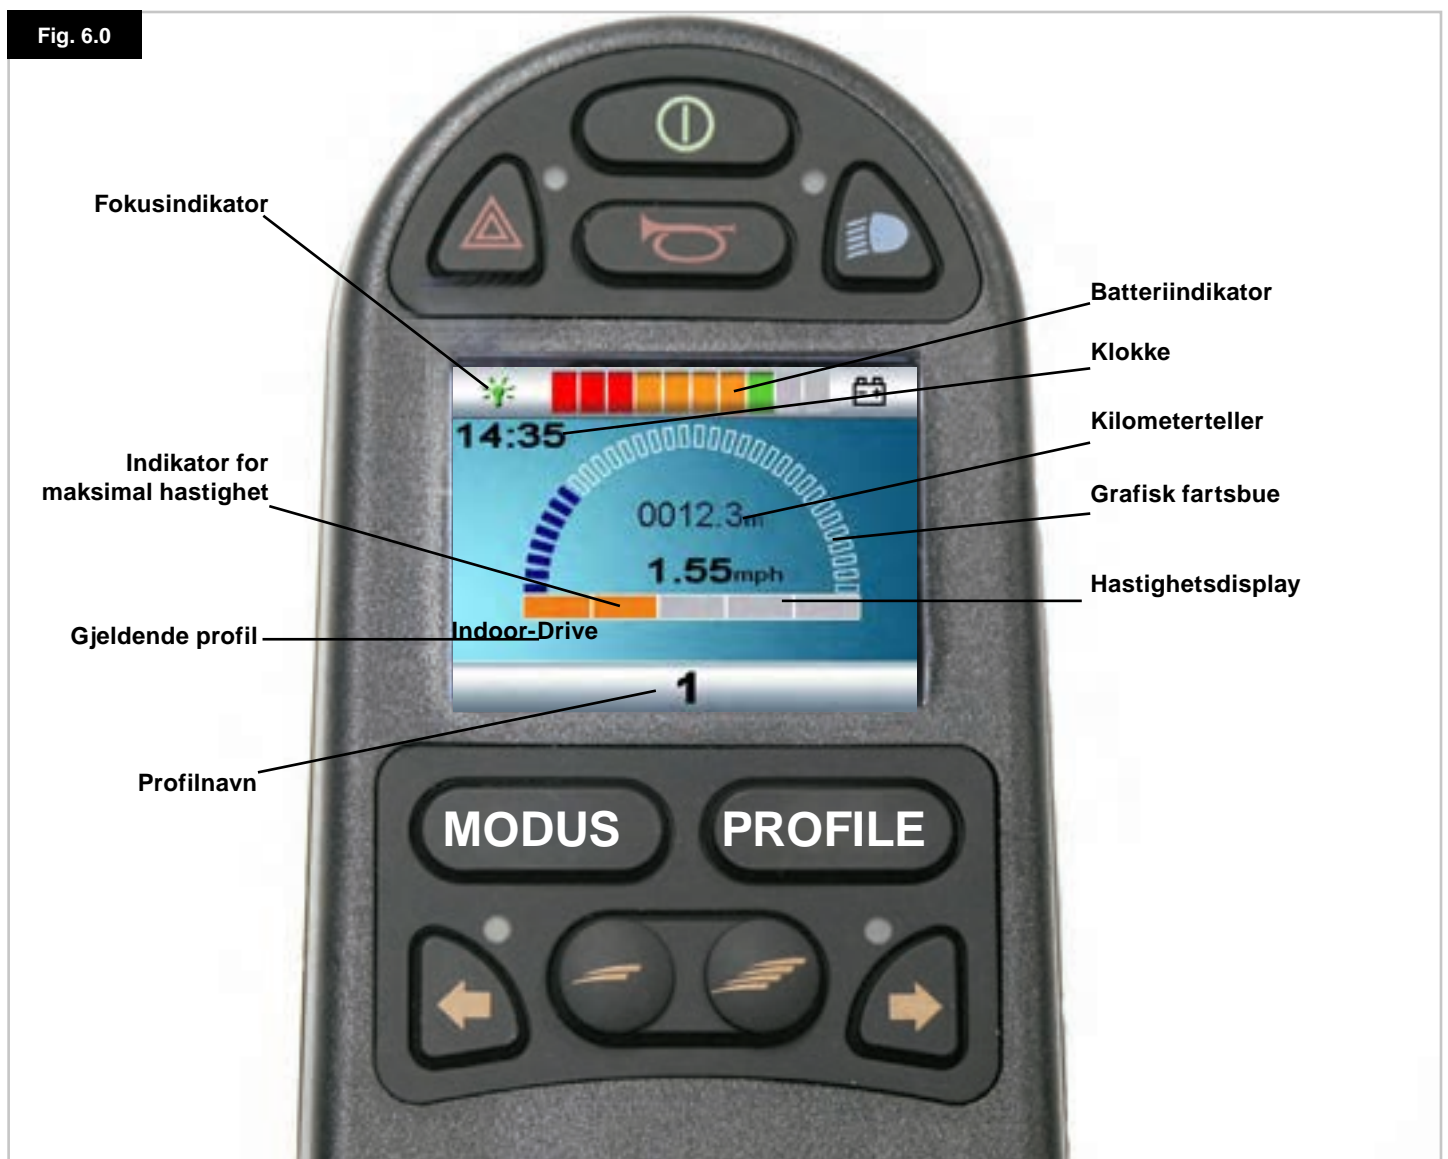 Fig. 6.0
Fokusindikator
Batteriindikator
Klokke
14:35
Kilometerteller
Indikator for
maksimal hastighet
0012.3m
Grafisk fartsbue
1.55mph
Hastighetsdisplay
Gjeldende profil
Indoor-Drive
1
Profilnavn
MODUS
PROFILE